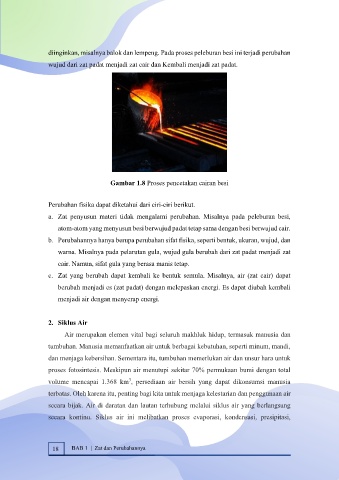 diinginkan, misalnya balok dan lempeng. Pada proses peleburan besi ini terjadi perubahan
wujud dari zat padat menjadi zat cair dan Kembali menjadi zat padat.
Gambar 1.8 Proses pencetakan cairan besi
Perubahan fisika dapat diketahui dari ciri-ciri berikut.
a. Zat penyusun materi tidak mengalami perubahan. Misalnya pada peleburan besi,
atom-atom yang menyusun besi berwujud padat tetap sama dengan besi berwujud cair.
b. Perubahannya hanya berupa perubahan sifat fisika, seperti bentuk, ukuran, wujud, dan
warna. Misalnya pada pelarutan gula, wujud gula berubah dari zat padat menjadi zat
cair. Namun, sifat gula yang berasa manis tetap.
c. Zat yang berubah dapat kembali ke bentuk semula. Misalnya, air (zat cair) dapat
berubah menjadi es (zat padat) dengan melepaskan energi. Es dapat diubah kembali
menjadi air dengan menyerap energi.
2. Siklus Air
Air merupakan elemen vital bagi seluruh makhluk hidup, termasuk manusia dan
tumbuhan. Manusia memanfaatkan air untuk berbagai kebutuhan, seperti minum, mandi,
dan menjaga kebersihan. Sementara itu, tumbuhan memerlukan air dan unsur hara untuk
proses fotosintesis. Meskipun air menutupi sekitar 70% permukaan bumi dengan total
volume mencapai 1.368 km³, persediaan air bersih yang dapat dikonsumsi manusia
terbatas. Oleh karena itu, penting bagi kita untuk menjaga kelestarian dan penggunaan air
secara bijak. Air di daratan dan lautan terhubung melalui siklus air yang berlangsung
secara kontinu. Siklus air ini melibatkan proses evaporasi, kondensasi, presipitasi,
18 BAB 1 | Zat dan Perubahannya